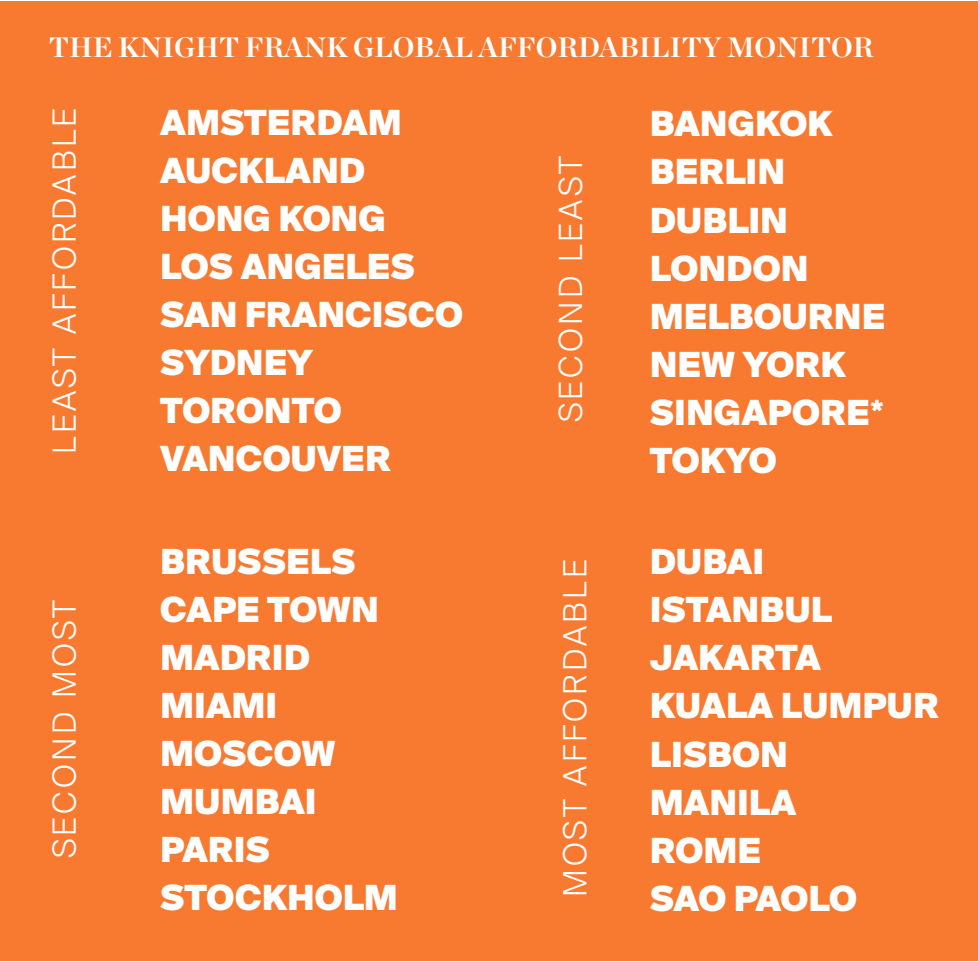 THE KNIGHT FRANK GLOBAL AFFORDABILITY MONITOR
LEAST AFFORDABLE
AMSTERDAM
AUCKLAND
HONG KONG
LOS ANGELES
SAN FRANCISCO
SYDNEY
TORONTO
VANCOUVER
SECOND LEAST
BANGKOK
BERLIN
DUBLIN
LONDON
MELBOURNE
NEW YORK
SINGAPORE*
TOKYO
SECOND MOST
BRUSSELS
CAPE TOWN
MADRID
MIAMI
MOSCOW
MUMBAI
PARIS
STOCKHOLM
MOST AFFORDABLE
DUBAI
ISTANBUL
JAKARTA
KUALA LUMPUR
LISBON
MANILA
ROME
SAO PAOLO